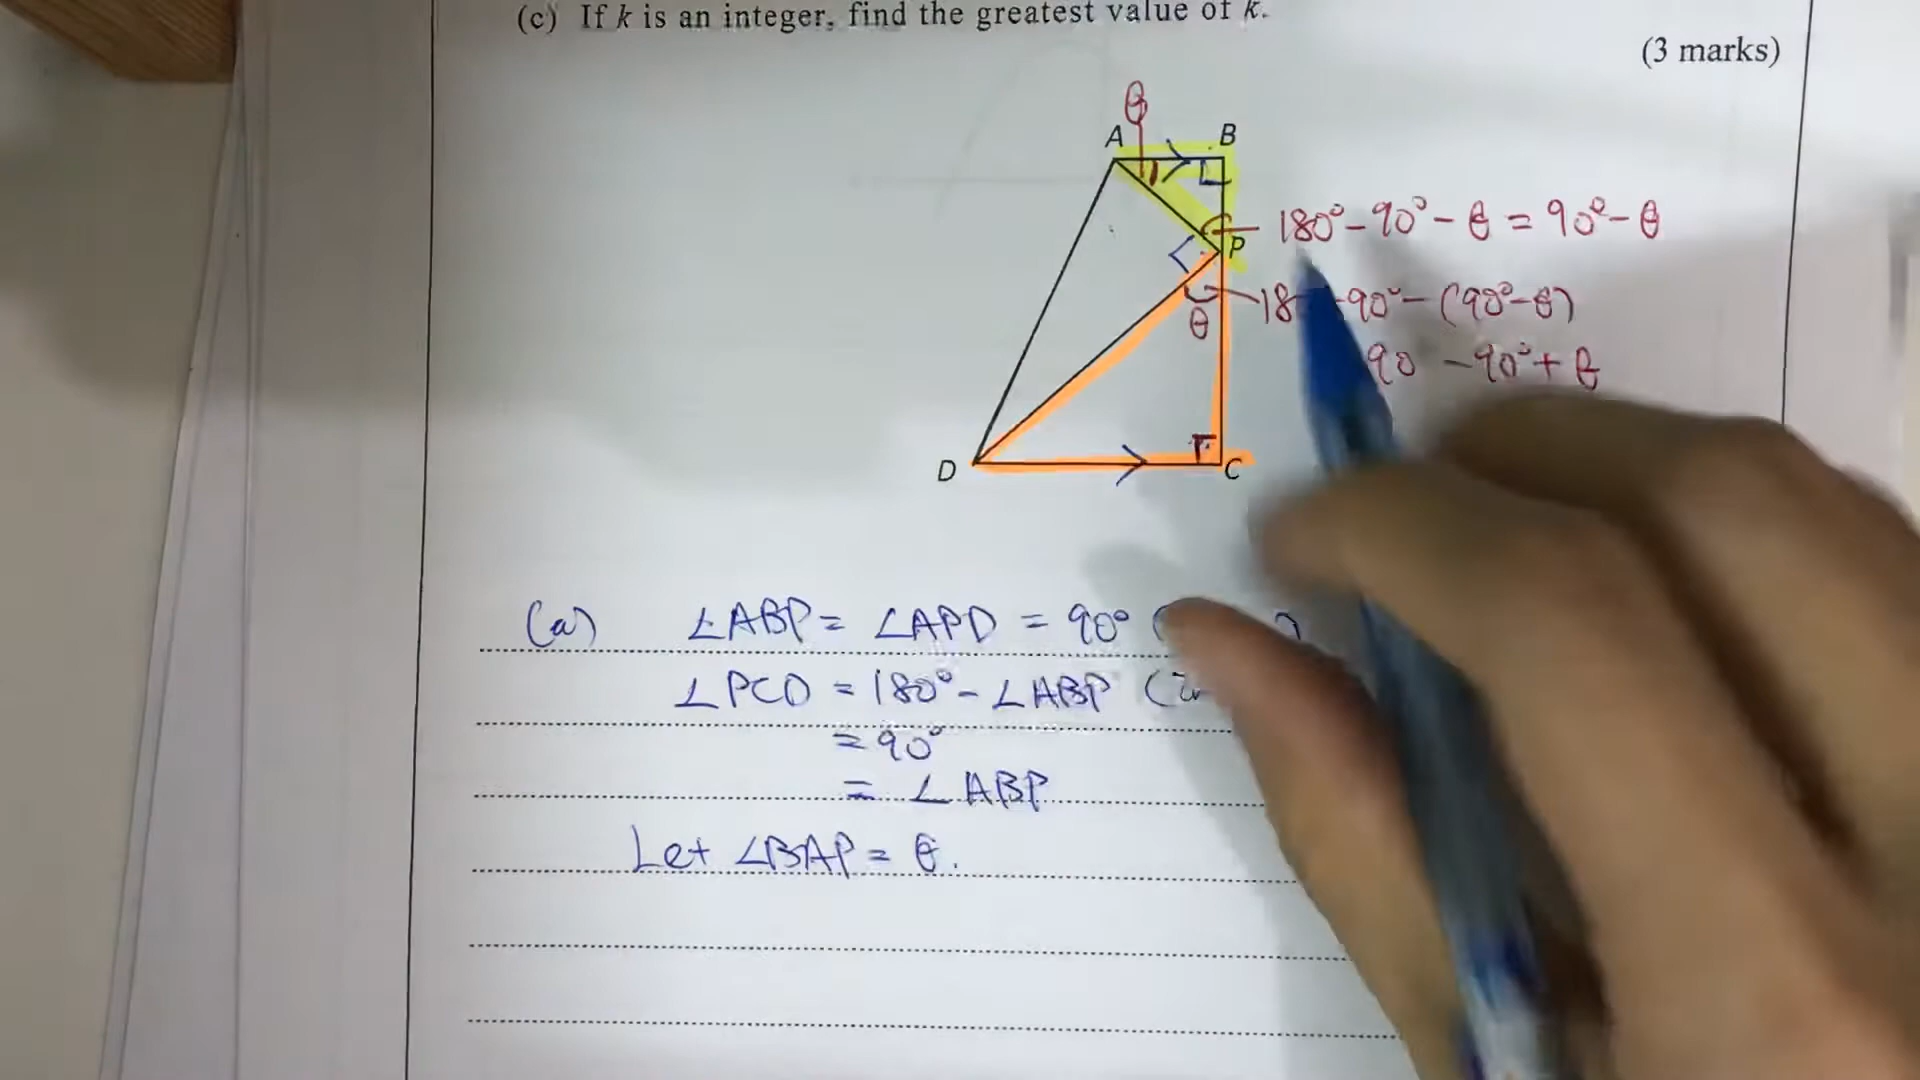 (c) If k is an integer, find the greatest value of k.
(3 marks)
θ
A B
180° - 90° - θ = 90° - θ
P
90° - (90° - θ)
θ
90 - 90° + θ
D C
(a) ∠ABP = ∠APD = 90°
∠PCD = 180° - ∠ABP
= 90°
= ∠ABP
Let ∠BAP = θ.